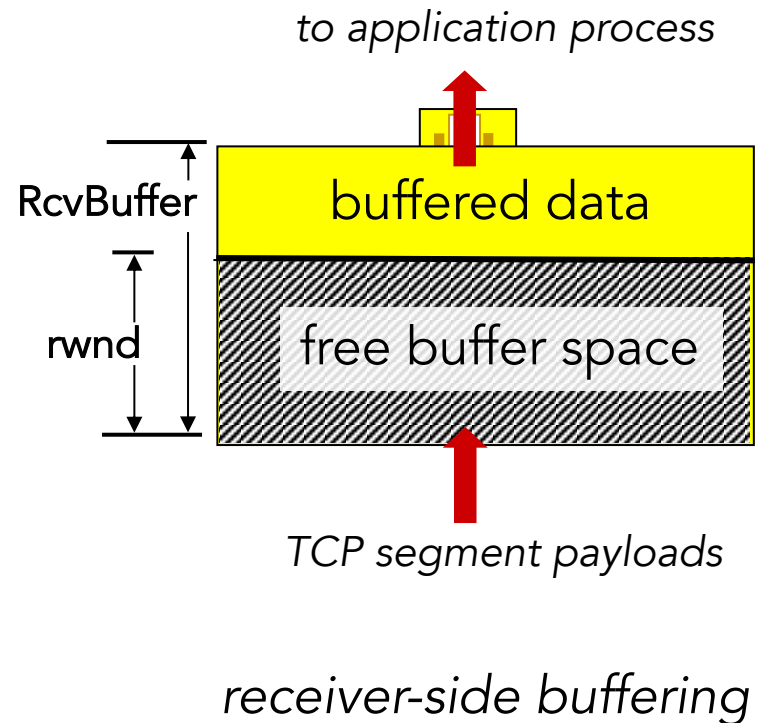 to application process
RcvBuffer
buffered data
rwnd
free buffer space
TCP segment payloads
receiver-side buffering